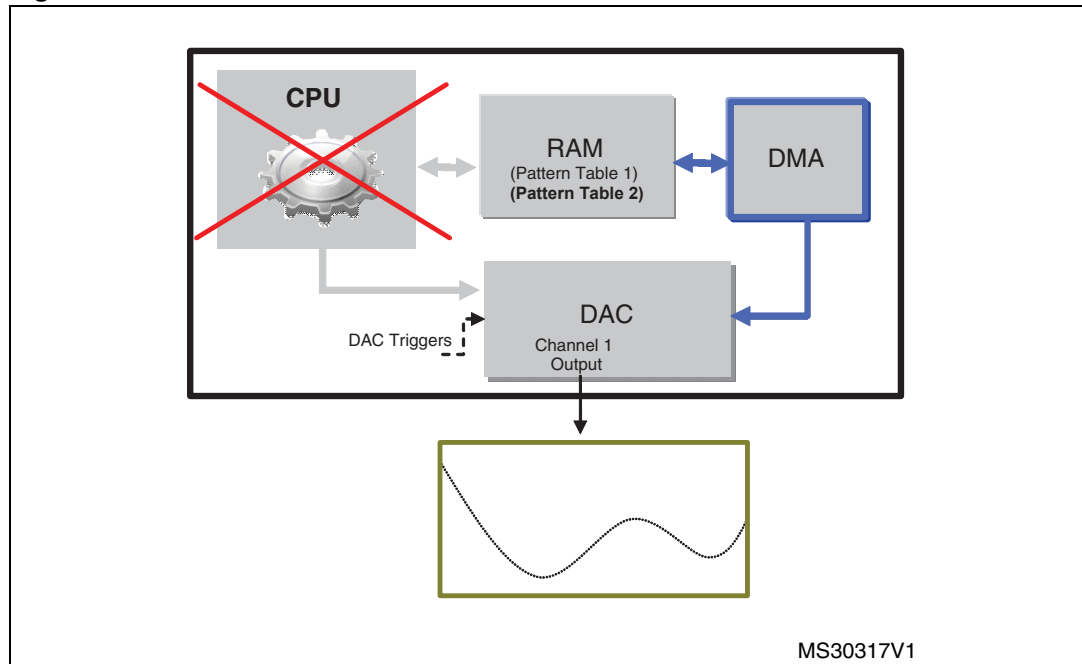 CPU
RAM
(Pattern Table 1)
(Pattern Table 2)
DMA
DAC Triggers
DAC
Channel 1
Output
MS30317V1